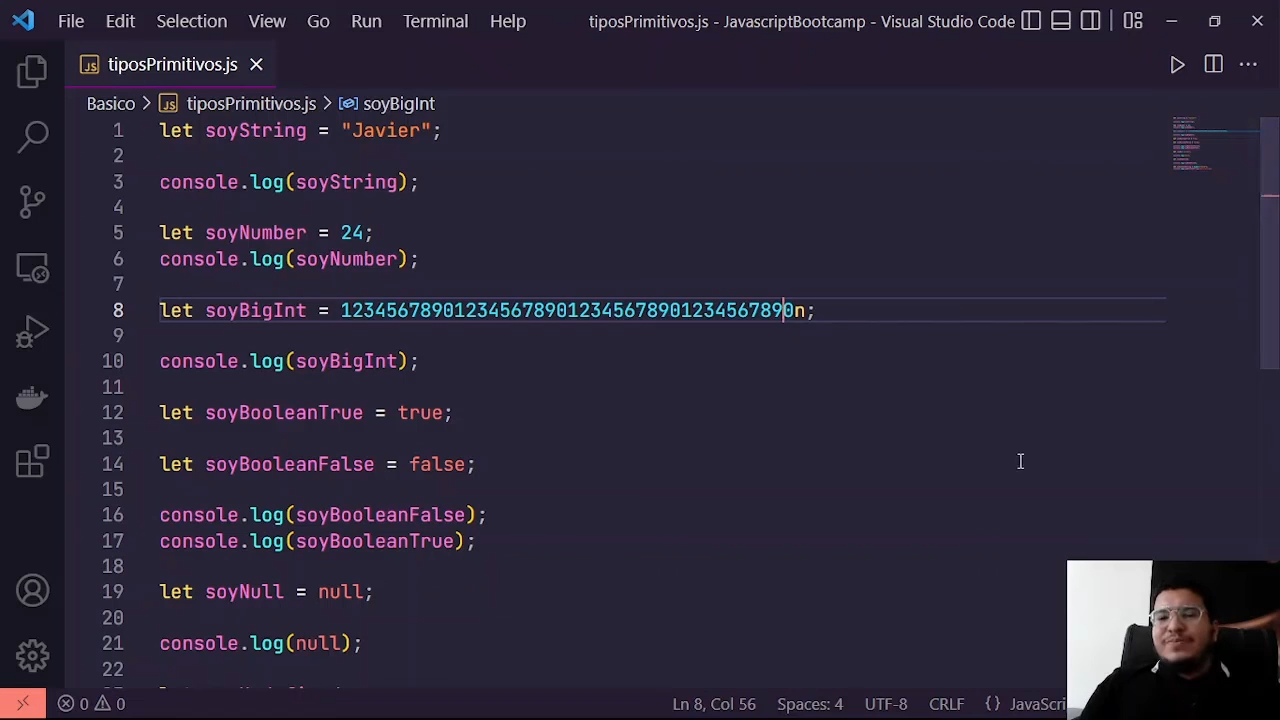 File Edit Selection View Go Run Terminal Help tiposPrimitivos.js - JavascriptBootcamp - Visual Studio Code
JS tiposPrimitivos.js
Basico > JS tiposPrimitivos.js > soyBigInt
1 let soyString = "Javier";
2
3 console.log(soyString);
4
5 let soyNumber = 24;
6 console.log(soyNumber);
7
8 let soyBigInt = 1234567890123456789012345678901234567890n;
9
10 console.log(soyBigInt);
11
12 let soyBooleanTrue = true;
13
14 let soyBooleanFalse = false;
15
16 console.log(soyBooleanFalse);
17 console.log(soyBooleanTrue);
18
19 let soyNull = null;
20
21 console.log(null);
22
0 0 Ln 8, Col 56 Spaces: 4 UTF-8 CRLF {} JavaScri